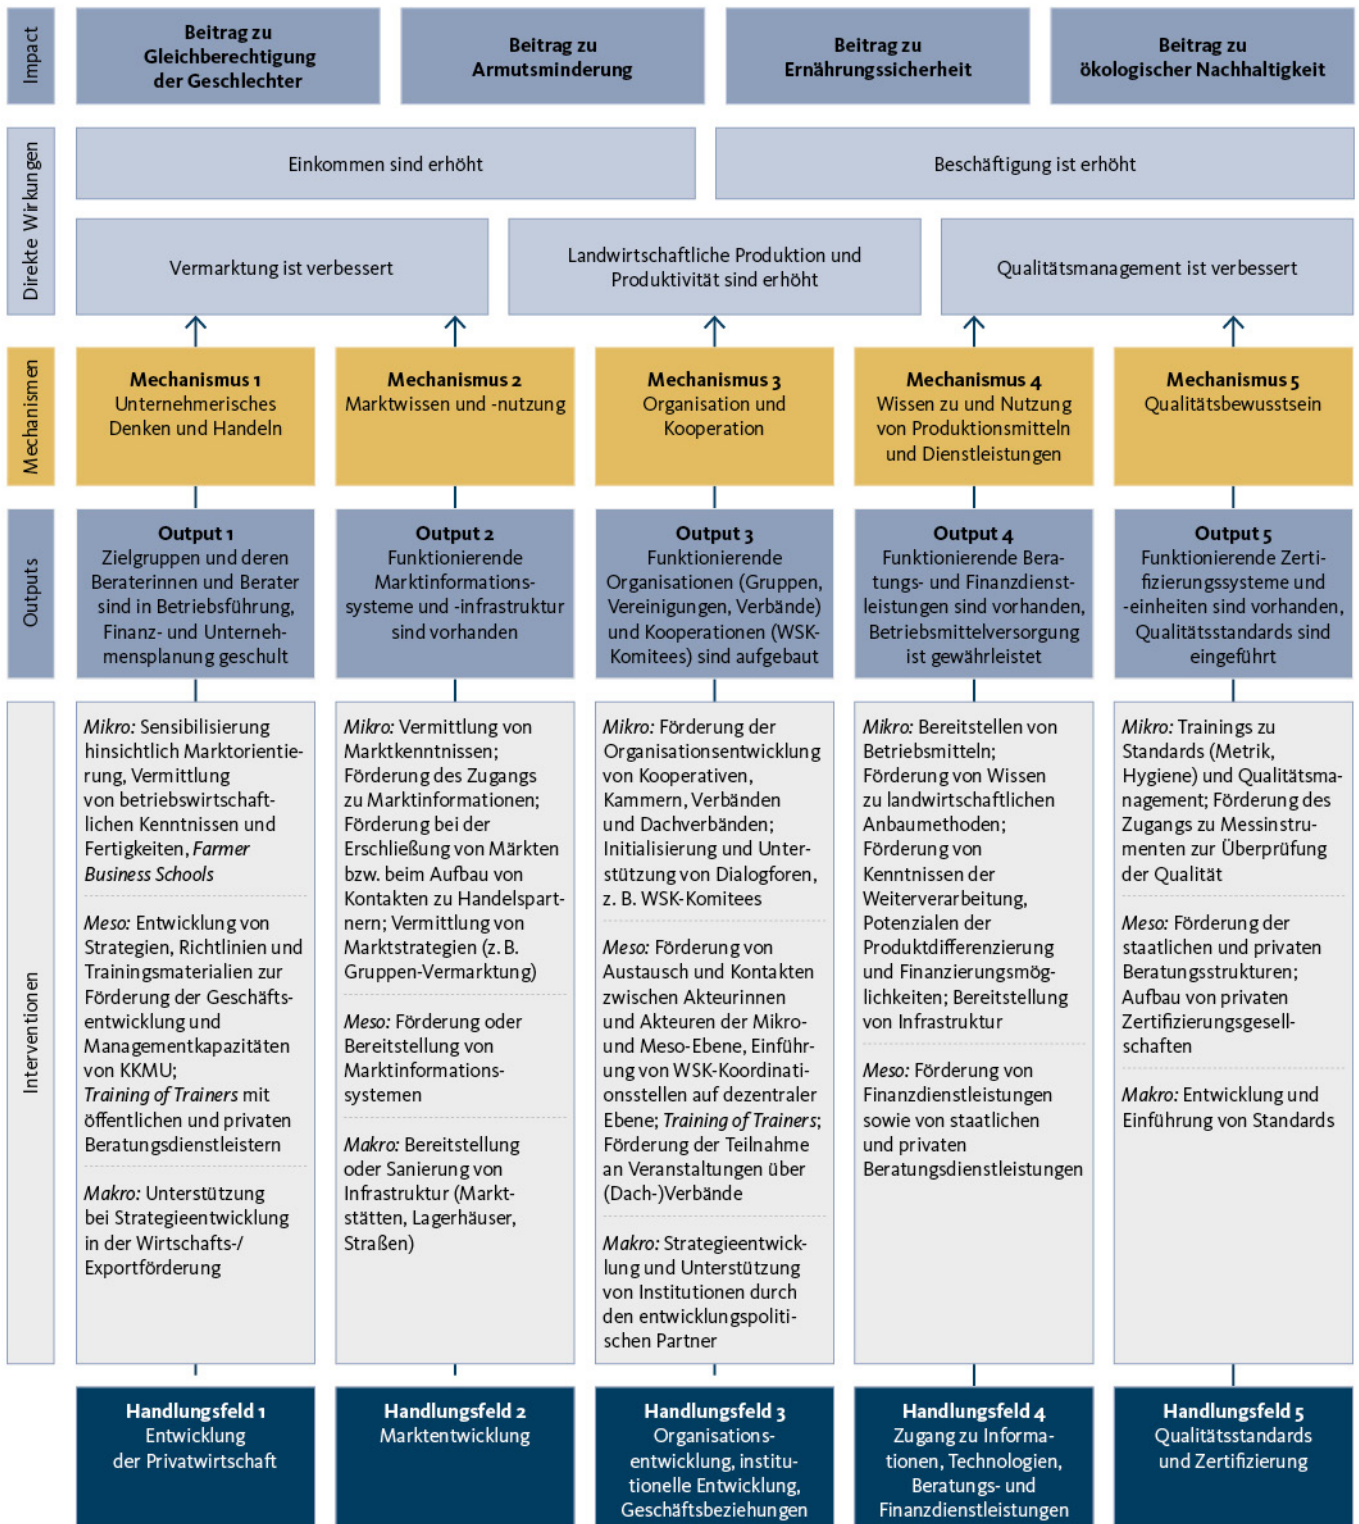 Impact
Beitrag zu
Gleichberechtigung
der Geschlechter
Beitrag zu
Armutsminderung
Beitrag zu
Ernährungssicherheit
Beitrag zu
ökologischer Nachhaltigkeit
Direkte Wirkungen
Einkommen sind erhöht
Beschäftigung ist erhöht
Vermarktung ist verbessert
Landwirtschaftliche Produktion und
Produktivität sind erhöht
Qualitätsmanagement ist verbessert
Mechanismen
Mechanismus 1
Unternehmerisches
Denken und Handeln
Mechanismus 2
Marktwissen und -nutzung
Mechanismus 3
Organisation und
Kooperation
Mechanismus 4
Wissen zu und Nutzung
von Produktionsmitteln
und Dienstleistungen
Mechanismus 5
Qualitätsbewusstsein
Outputs
Output 1
Zielgruppen und deren
Beraterinnen und Berater
sind in Betriebsführung,
Finanz- und Unterneh-
mensplanung geschult
Output 2
Funktionierende
Marktinformations-
systeme und -infrastruktur
sind vorhanden
Output 3
Funktionierende
Organisationen (Gruppen,
Vereinigungen, Verbände)
und Kooperationen (WSK-
Komitees) sind aufgebaut
Output 4
Funktionierende Bera-
tungs- und Finanzdienst-
leistungen sind vorhanden,
Betriebsmittelversorgung
ist gewährleistet
Output 5
Funktionierende Zerti-
fizierungssysteme und
-einheiten sind vorhanden,
Qualitätsstandards sind
eingeführt
Interventionen
Mikro: Sensibilisierung
hinsichtlich Marktorientie-
rung, Vermittlung
von betriebswirtschaft-
lichen Kenntnissen und
Fertigkeiten, Farmer
Business Schools
Meso: Entwicklung von
Strategien, Richtlinien und
Trainingsmaterialien zur
Förderung der Geschäfts-
entwicklung und
Managementkapazitäten
von KKMU;
Training of Trainers mit
öffentlichen und privaten
Beratungsdienstleistern
Makro: Unterstützung
bei Strategieentwicklung
in der Wirtschafts-/
Exportförderung
Mikro: Vermittlung von
Marktkenntnissen;
Förderung des Zugangs
zu Marktinformationen;
Förderung bei der
Erschließung von Märkten
bzw. beim Aufbau von
Kontakten zu Handelspart-
nern; Vermittlung von
Marktstrategien (z. B.
Gruppen-Vermarktung)
Meso: Förderung oder
Bereitstellung von
Marktinformations-
systemen
Makro: Bereitstellung
oder Sanierung von
Infrastruktur (Markt-
stätten, Lagerhäuser,
Straßen)
Mikro: Förderung der
Organisationsentwicklung
von Kooperativen,
Kammern, Verbänden
und Dachverbänden;
Initialisierung und Unter-
stützung von Dialogforen,
z. B. WSK-Komitees
Meso: Förderung von
Austausch und Kontakten
zwischen Akteurinnen
und Akteuren der Mikro-
und Meso-Ebene, Einführ-
ung von WSK-Koordinati-
onsstellen auf dezentraler
Ebene; Training of Trainers;
Förderung der Teilnahme
an Veranstaltungen über
(Dach-)Verbände
Makro: Strategieentwick-
lung und Unterstützung
von Institutionen durch
den entwicklungspoliti-
schen Partner
Mikro: Bereitstellen von
Betriebsmitteln;
Förderung von Wissen
zu landwirtschaftlichen
Anbaumethoden;
Förderung von
Kenntnissen der
Weiterverarbeitung,
Potenzialen der
Produktdifferenzierung
und Finanzierungsmög-
lichkeiten; Bereitstellung
von Infrastruktur
Meso: Förderung von
Finanzdienstleistungen
sowie von staatlichen
und privaten
Beratungsdienstleistungen
Mikro: Trainings zu
Standards (Metrik,
Hygiene) und Qualitätsma-
nagement; Förderung des
Zugangs zu Messinstru-
menten zur Überprüfung
der Qualität
Meso: Förderung der
staatlichen und privaten
Beratungsstrukturen;
Aufbau von privaten
Zertifizierungsgesell-
schaften
Makro: Entwicklung und
Einführung von Standards
Handlungsfeld 1
Entwicklung
der Privatwirtschaft
Handlungsfeld 2
Marktentwicklung
Handlungsfeld 3
Organisations-
entwicklung, institu-
tionelle Entwicklung,
Geschäftsbeziehungen
Handlungsfeld 4
Zugang zu Informa-
tionen, Technologien,
Beratungs- und
Finanzdienstleistungen
Handlungsfeld 5
Qualitätsstandards
und Zertifizierung